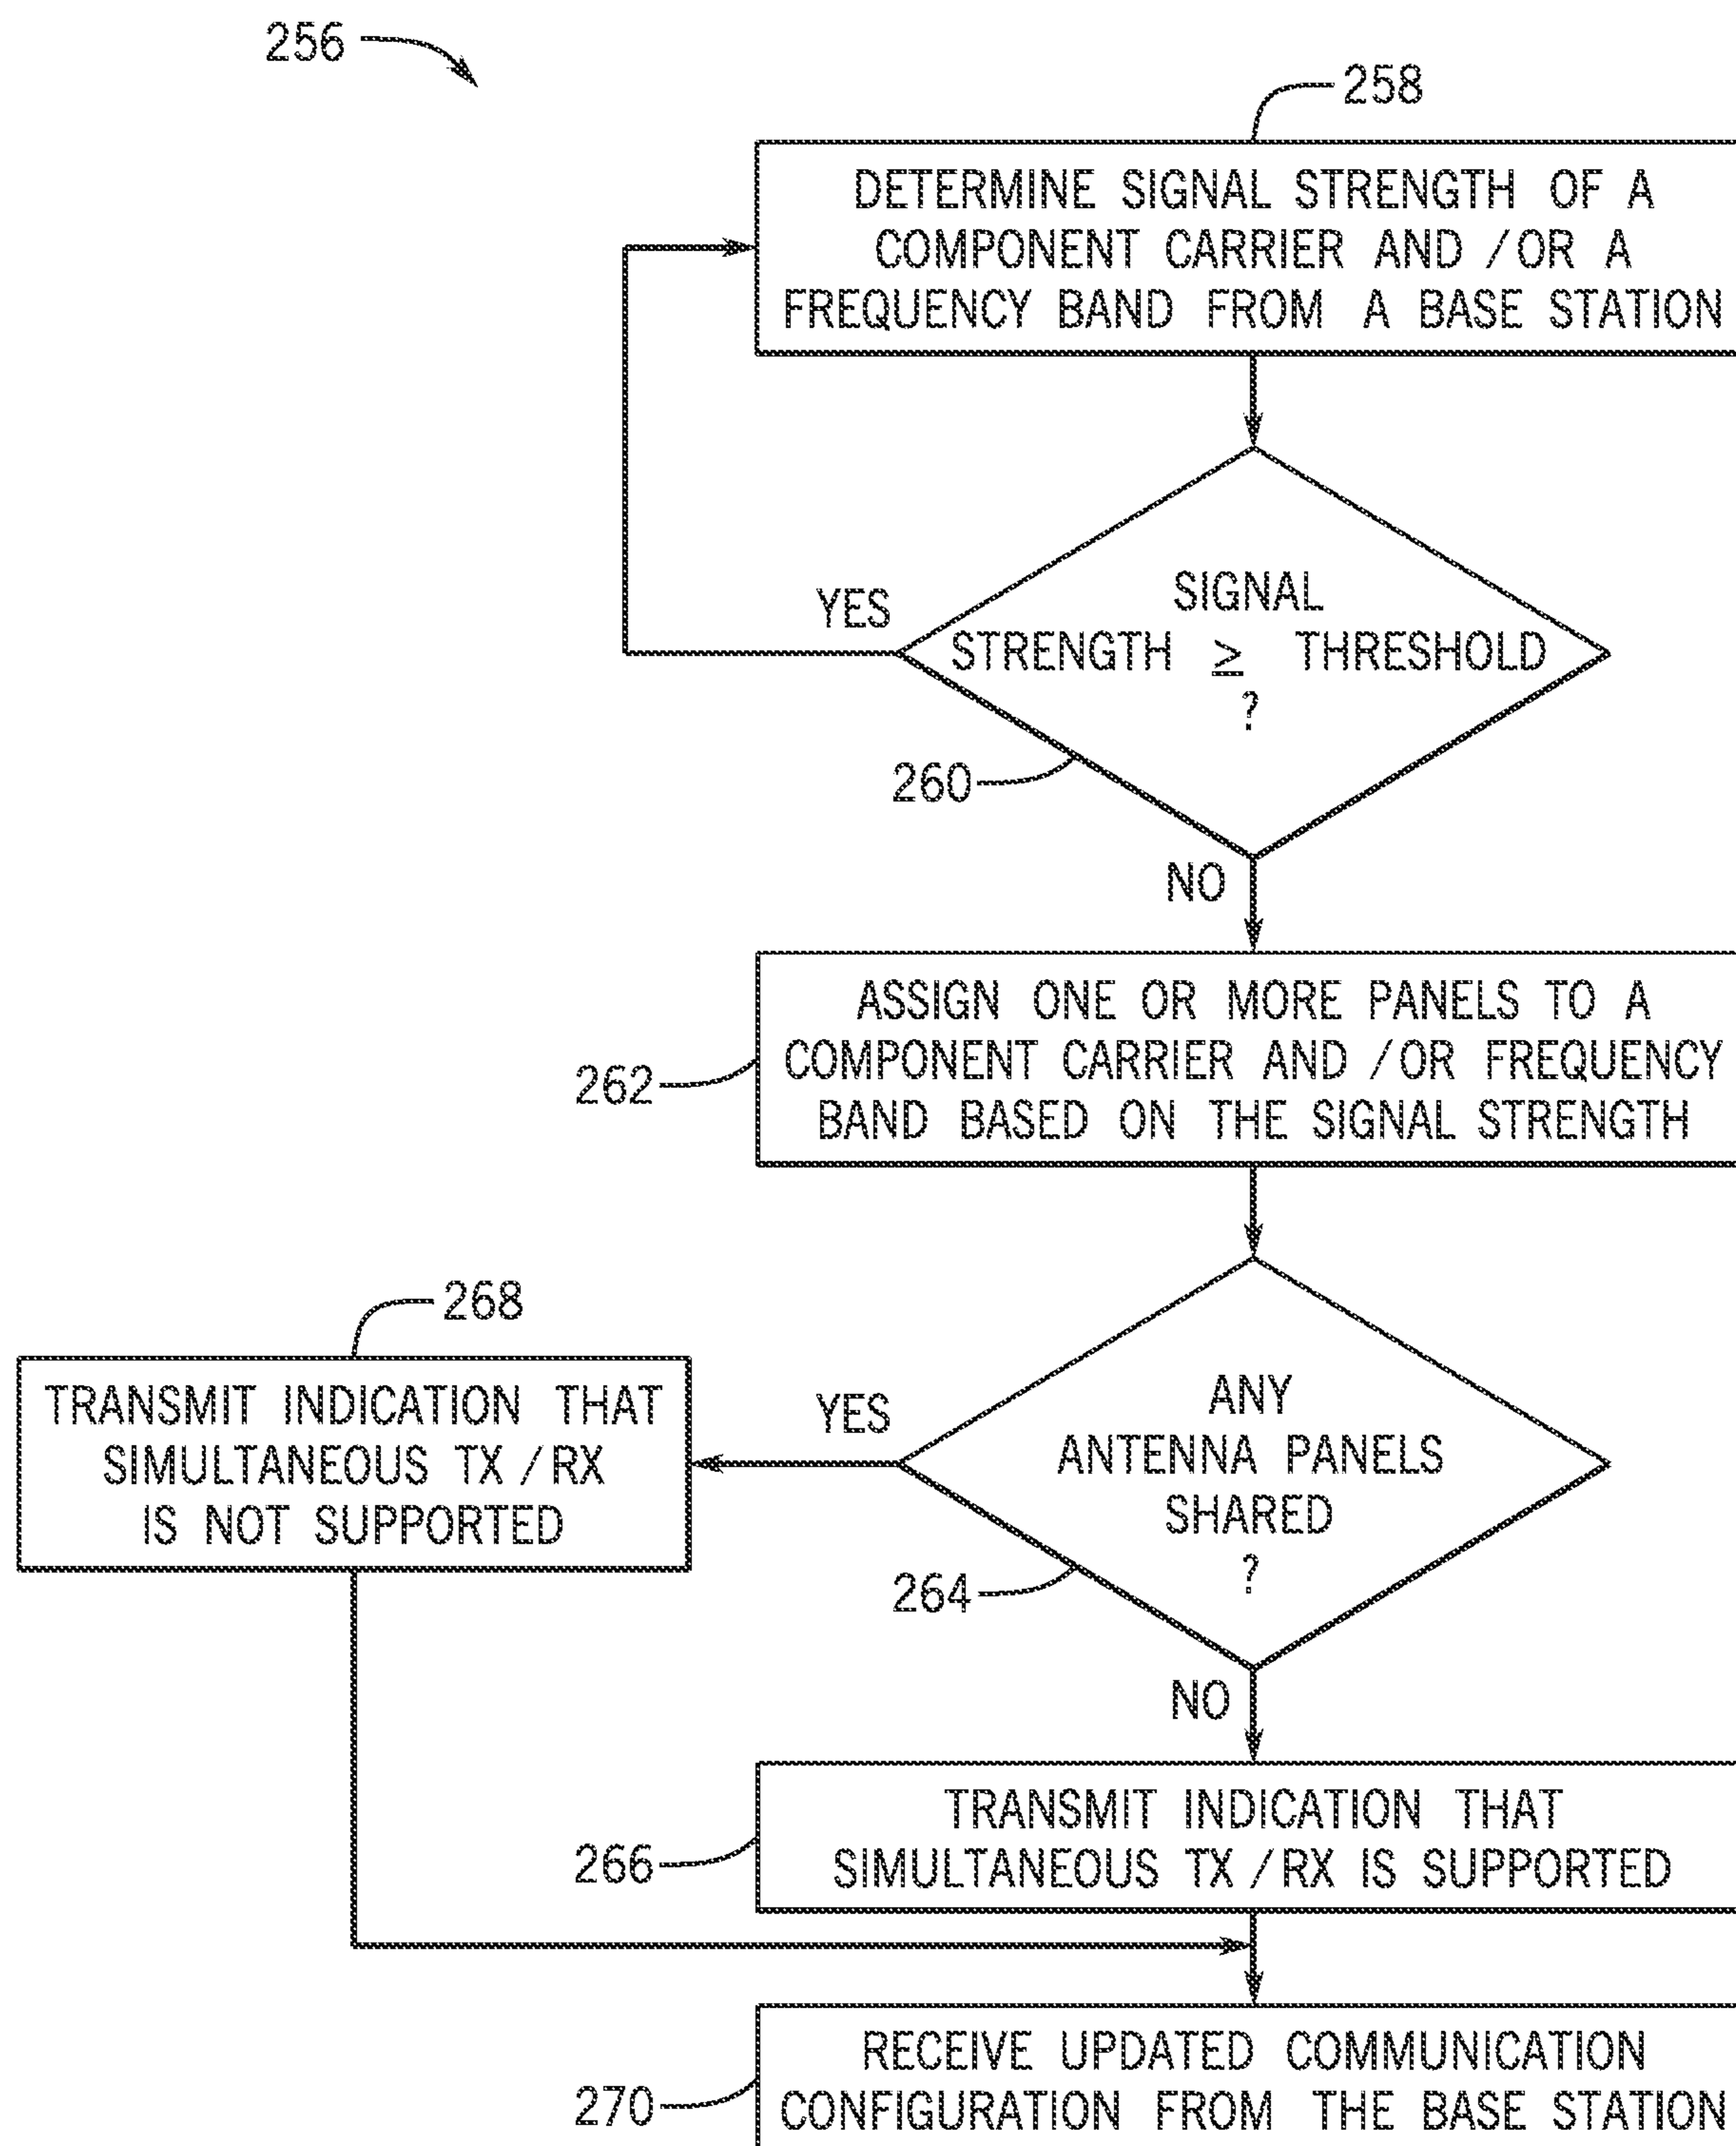 256
258
DETERMINE SIGNAL STRENGTH OF A
COMPONENT CARRIER AND /OR A
FREQUENCY BAND FROM A BASE STATION
YES
SIGNAL
STRENGTH ≥ THRESHOLD
?
260
NO
ASSIGN ONE OR MORE PANELS TO A
COMPONENT CARRIER AND /OR FREQUENCY
BAND BASED ON THE SIGNAL STRENGTH
262
268
TRANSMIT INDICATION THAT
SIMULTANEOUS TX /RX
IS NOT SUPPORTED
YES
ANY
ANTENNA PANELS
SHARED
?
264
NO
TRANSMIT INDICATION THAT
SIMULTANEOUS TX /RX IS SUPPORTED
266
RECEIVE UPDATED COMMUNICATION
CONFIGURATION FROM THE BASE STATION
270